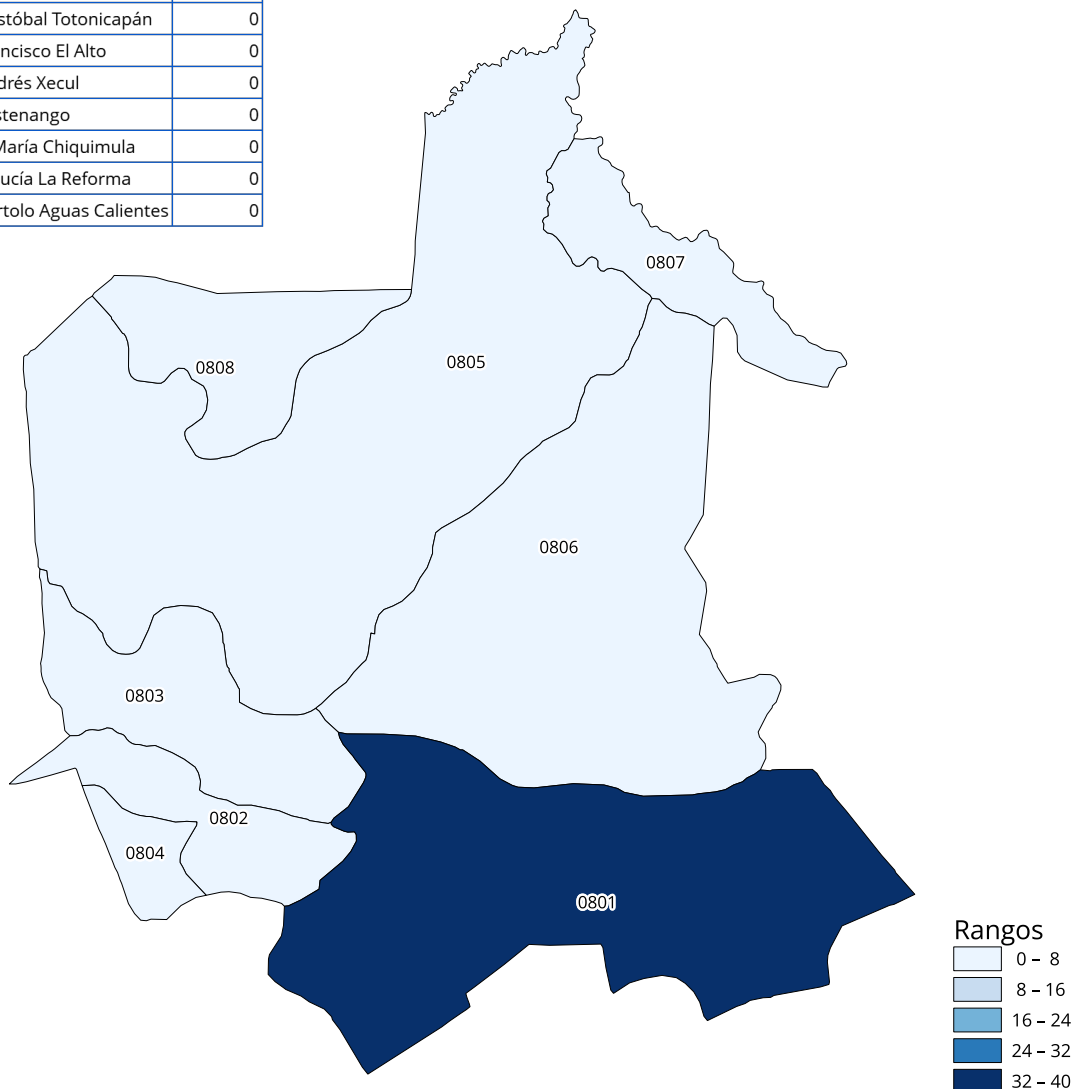 stóbal Totonicapán 0
ncisco El Alto 0
drés Xecul 0
stenango 0
María Chiquimula 0
ucía La Reforma 0
rtolo Aguas Calientes 0
0807
0805
0808
0806
0803
0802
0804
0801
Rangos
0 – 8
8 – 16
16 – 24
24 – 32
32 – 40